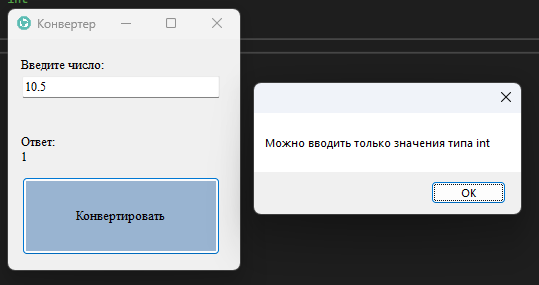 int
Конвертер
Введите число:
10.5
Ответ:
1
Конвертировать
Можно вводить только значения типа int
OK